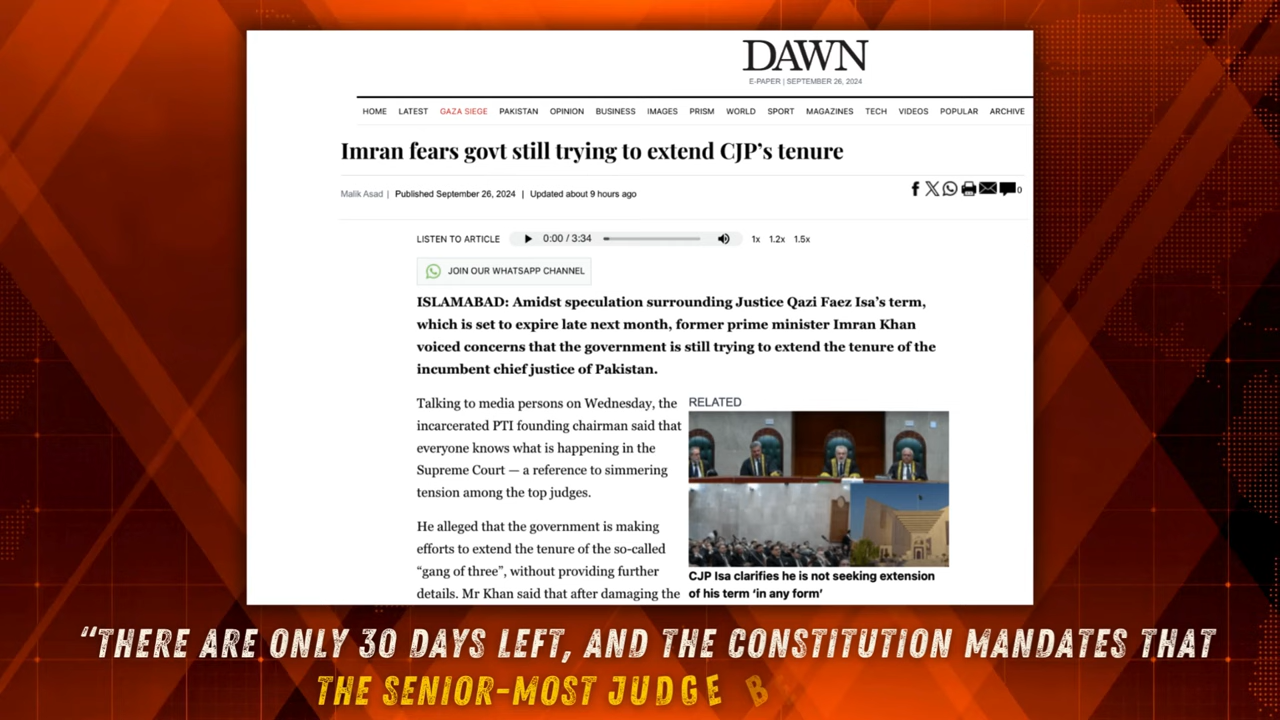 DAWN
E-PAPER | SEPTEMBER 26, 2024
HOME LATEST GAZA SIEGE PAKISTAN OPINION BUSINESS IMAGES PRISM WORLD SPORT MAGAZINES TECH VIDEOS POPULAR ARCHIVE
Imran fears govt still trying to extend CJP’s tenure
Malik Asad | Published September 26, 2024 | Updated about 9 hours ago
0
LISTEN TO ARTICLE 0:00 / 3:34 1x 1.2x 1.5x
JOIN OUR WHATSAPP CHANNEL
ISLAMABAD: Amidst speculation surrounding Justice Qazi Faez Isa’s term,
which is set to expire late next month, former prime minister Imran Khan
voiced concerns that the government is still trying to extend the tenure of the
incumbent chief justice of Pakistan.
Talking to media persons on Wednesday, the
incarcerated PTI founding chairman said that
everyone knows what is happening in the
Supreme Court — a reference to simmering
tension among the top judges.
He alleged that the government is making
efforts to extend the tenure of the so-called
“gang of three”, without providing further
details. Mr Khan said that after damaging the
RELATED
CJP Isa clarifies he is not seeking extension
of his term ‘in any form’
“THERE ARE ONLY 30 DAYS LEFT, AND THE CONSTITUTION MANDATES THAT
THE SENIOR-MOST JUDGE B